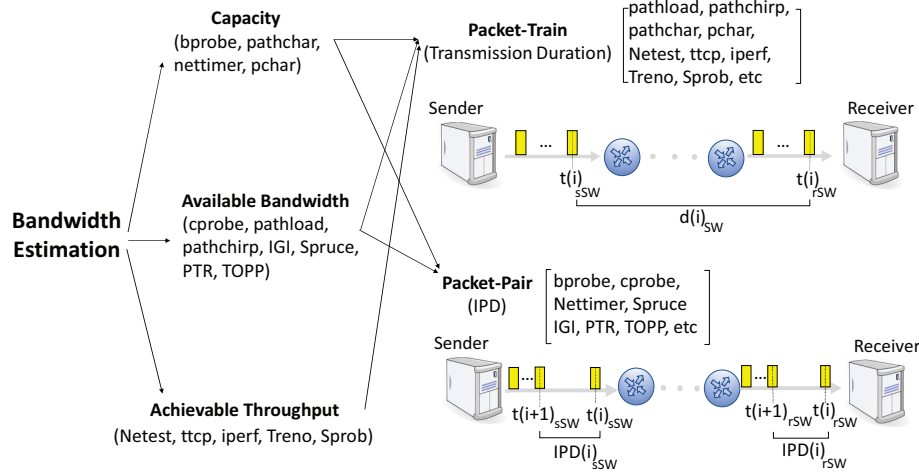 Capacity
(bprobe, pathchar,
nettimer, pchar)
Packet-Train
(Transmission Duration)
pathload, pathchirp,
pathchar, pchar,
Netest, ttcp, iperf,
Treno, Sprob, etc
Sender
Receiver
...
...
t(i)sSW
t(i)rSW
d(i)SW
Bandwidth
Estimation
Available Bandwidth
(cprobe, pathload,
pathchirp, IGI, Spruce,
PTR, TOPP)
Packet-Pair
(IPD)
bprobe, cprobe,
Nettimer, Spruce
IGI, PTR, TOPP, etc
Sender
Receiver
...
...
t(i+1)sSW
t(i)sSW
t(i+1)rSW
t(i)rSW
IPD(i)sSW
IPD(i)rSW
Achievable Throughput
(Netest, ttcp, iperf, Treno, Sprob)